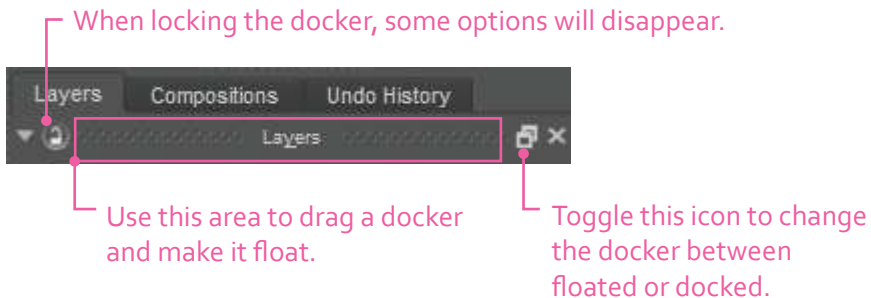 When locking the docker, some options will disappear.
Layers Compositions Undo History
Layers
Use this area to drag a docker
and make it float.
Toggle this icon to change
the docker between
floated or docked.